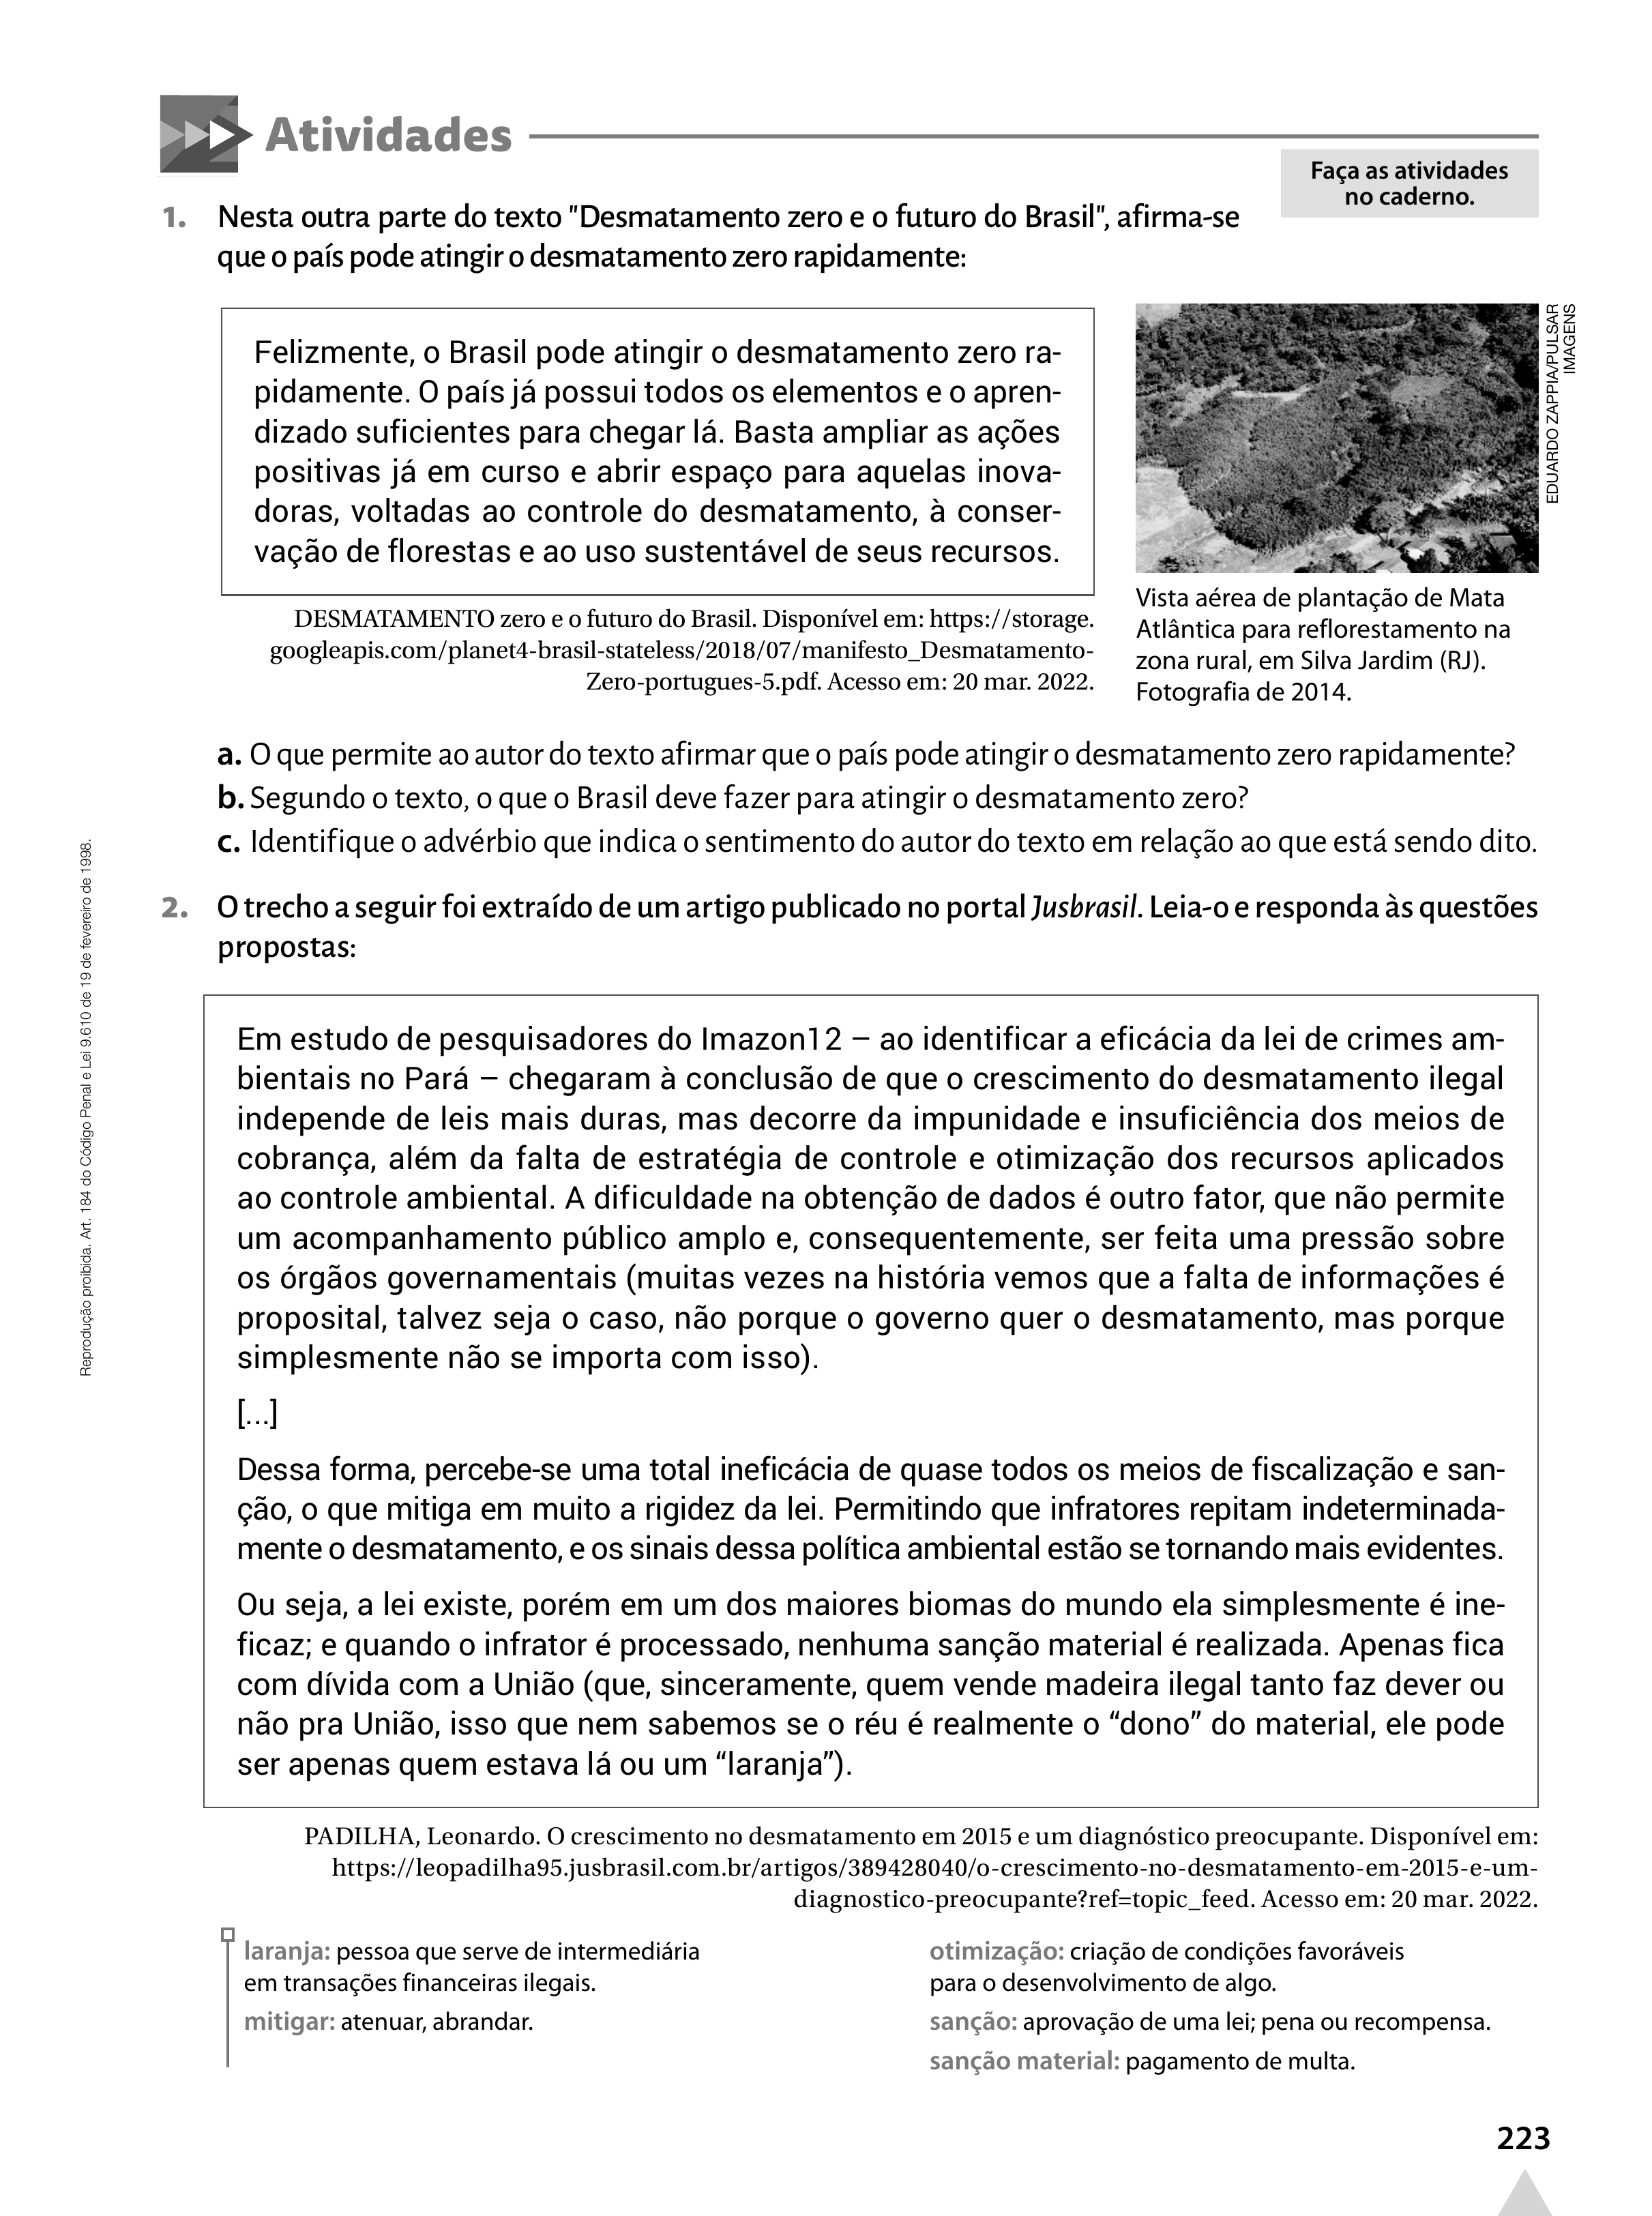 Atividades
Faça as atividades
no caderno.
1. Nesta outra parte do texto "Desmatamento zero e o futuro do Brasil", afirma-se
que o país pode atingir o desmatamento zero rapidamente:
Felizmente, o Brasil pode atingir o desmatamento zero ra-
pidamente. O país já possui todos os elementos e o apren-
dizado suficientes para chegar lá. Basta ampliar as ações
positivas já em curso e abrir espaço para aquelas inova-
doras, voltadas ao controle do desmatamento, à conser-
vação de florestas e ao uso sustentável de seus recursos.
DESMATAMENTO zero e o futuro do Brasil. Disponível em: https://storage.
googleapis.com/planet4-brasil-stateless/2018/07/manifesto_Desmatamento-
Zero-portugues-5.pdf. Acesso em: 20 mar. 2022.
EDUARDO ZAPPIA/PULSAR
IMAGENS
Vista aérea de plantação de Mata
Atlântica para reflorestamento na
zona rural, em Silva Jardim (RJ).
Fotografia de 2014.
a. O que permite ao autor do texto afirmar que o país pode atingir o desmatamento zero rapidamente?
b. Segundo o texto, o que o Brasil deve fazer para atingir o desmatamento zero?
c. Identifique o advérbio que indica o sentimento do autor do texto em relação ao que está sendo dito.
2. O trecho a seguir foi extraído de um artigo publicado no portal Jusbrasil. Leia-o e responda às questões
propostas:
Em estudo de pesquisadores do Imazon12 – ao identificar a eficácia da lei de crimes am-
bientais no Pará – chegaram à conclusão de que o crescimento do desmatamento ilegal
independe de leis mais duras, mas decorre da impunidade e insuficiência dos meios de
cobrança, além da falta de estratégia de controle e otimização dos recursos aplicados
ao controle ambiental. A dificuldade na obtenção de dados é outro fator, que não permite
um acompanhamento público amplo e, consequentemente, ser feita uma pressão sobre
os órgãos governamentais (muitas vezes na história vemos que a falta de informações é
proposital, talvez seja o caso, não porque o governo quer o desmatamento, mas porque
simplesmente não se importa com isso).
[...]
Dessa forma, percebe-se uma total ineficácia de quase todos os meios de fiscalização e san-
ção, o que mitiga em muito a rigidez da lei. Permitindo que infratores repitam indeterminada-
mente o desmatamento, e os sinais dessa política ambiental estão se tornando mais evidentes.
Ou seja, a lei existe, porém em um dos maiores biomas do mundo ela simplesmente é ine-
ficaz; e quando o infrator é processado, nenhuma sanção material é realizada. Apenas fica
com dívida com a União (que, sinceramente, quem vende madeira ilegal tanto faz dever ou
não pra União, isso que nem sabemos se o réu é realmente o “dono” do material, ele pode
ser apenas quem estava lá ou um “laranja”).
PADILHA, Leonardo. O crescimento no desmatamento em 2015 e um diagnóstico preocupante. Disponível em:
https://leopadilha95.jusbrasil.com.br/artigos/389428040/o-crescimento-no-desmatamento-em-2015-e-um-
diagnostico-preocupante?ref=topic_feed. Acesso em: 20 mar. 2022.
laranja: pessoa que serve de intermediária
em transações financeiras ilegais.
mitigar: atenuar, abrandar.
otimização: criação de condições favoráveis
para o desenvolvimento de algo.
sanção: aprovação de uma lei; pena ou recompensa.
sanção material: pagamento de multa.
Reprodução proibida. Art. 184 do Código Penal e Lei 9.610 de 19 de fevereiro de 1998.
223